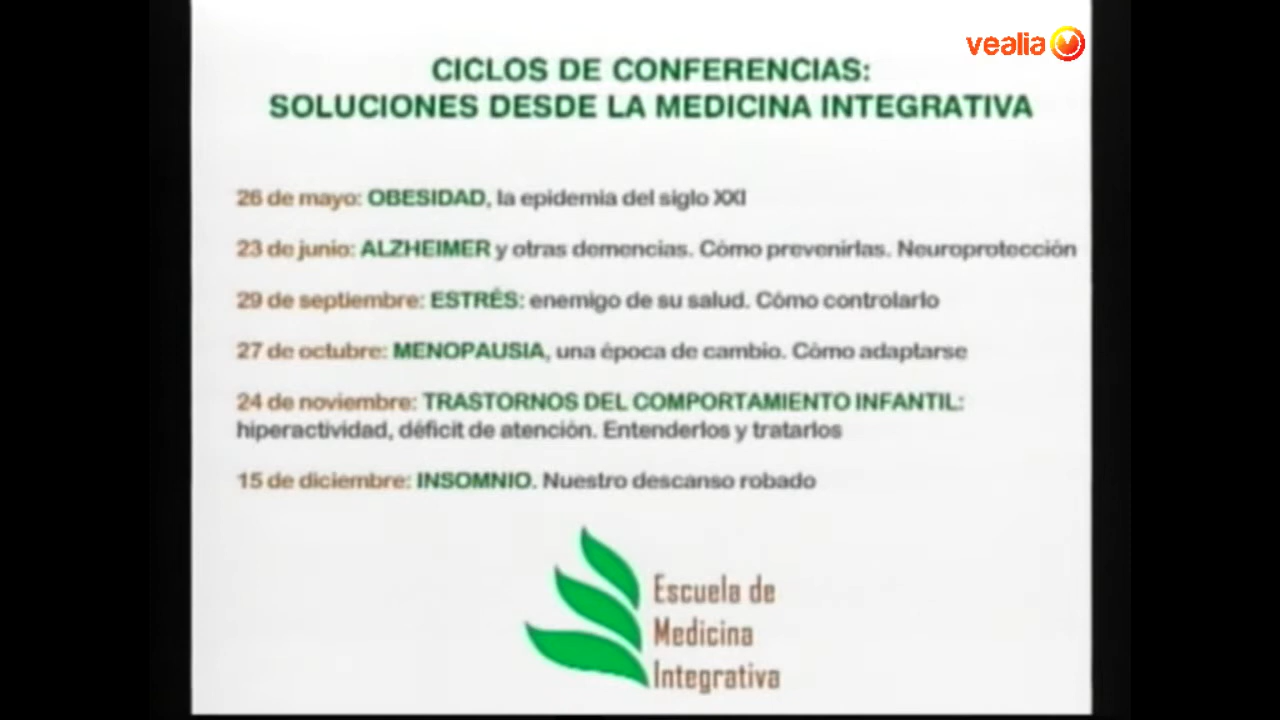 vealia
CICLOS DE CONFERENCIAS:
SOLUCIONES DESDE LA MEDICINA INTEGRATIVA
26 de mayo: OBESIDAD, la epidemia del siglo XXI
23 de junio: ALZHEIMER y otras demencias. Cómo prevenirlas. Neuroprotección
29 de septiembre: ESTRÉS: enemigo de su salud. Cómo controlarlo
27 de octubre: MENOPAUSIA, una época de cambio. Cómo adaptarse
24 de noviembre: TRASTORNOS DEL COMPORTAMIENTO INFANTIL:
hiperactividad, déficit de atención. Entenderlos y tratarlos
15 de diciembre: INSOMNIO. Nuestro descanso robado
Escuela de
Medicina
Integrativa